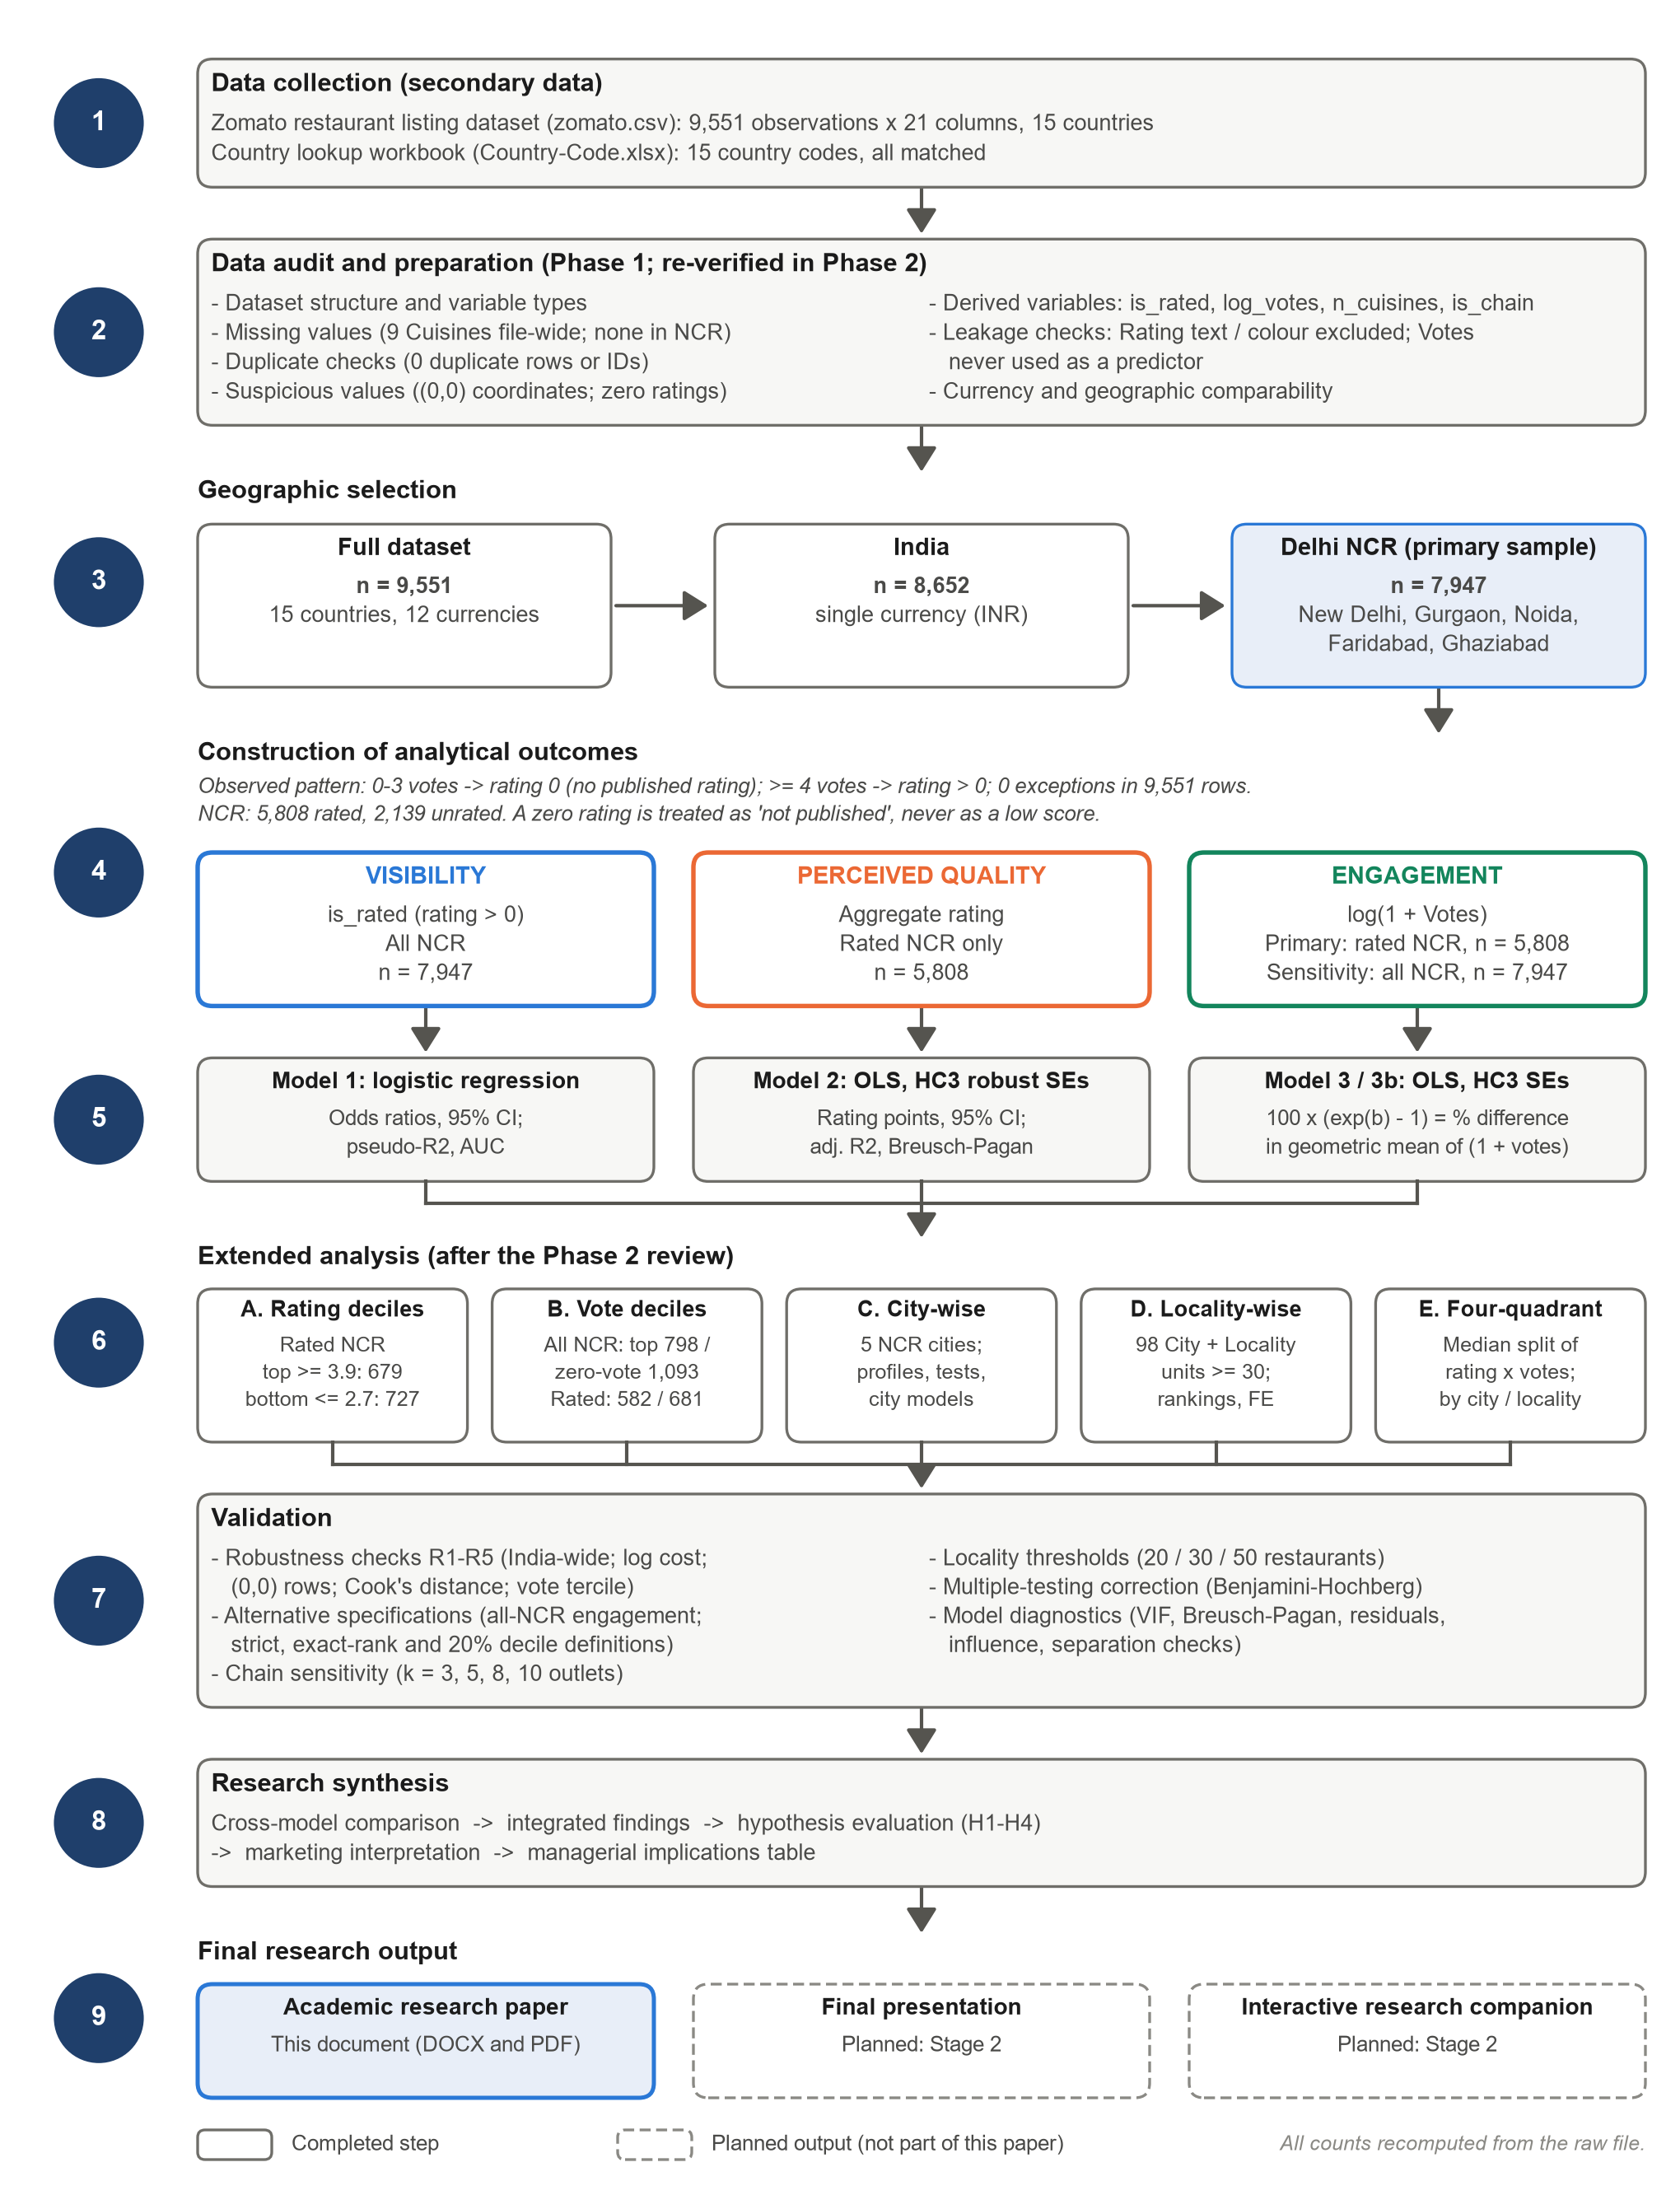 1
Data collection (secondary data)
Zomato restaurant listing dataset (zomato.csv): 9,551 observations x 21 columns, 15 countries
Country lookup workbook (Country-Code.xlsx): 15 country codes, all matched
2
Data audit and preparation (Phase 1; re-verified in Phase 2)
- Dataset structure and variable types
- Missing values (9 Cuisines file-wide; none in NCR)
- Duplicate checks (0 duplicate rows or IDs)
- Suspicious values ((0,0) coordinates; zero ratings)
- Derived variables: is_rated, log_votes, n_cuisines, is_chain
- Leakage checks: Rating text / colour excluded; Votes
never used as a predictor
- Currency and geographic comparability
Geographic selection
3
Full dataset
n = 9,551
15 countries, 12 currencies
India
n = 8,652
single currency (INR)
Delhi NCR (primary sample)
n = 7,947
New Delhi, Gurgaon, Noida,
Faridabad, Ghaziabad
Construction of analytical outcomes
Observed pattern: 0-3 votes -> rating 0 (no published rating); >= 4 votes -> rating > 0; 0 exceptions in 9,551 rows.
NCR: 5,808 rated, 2,139 unrated. A zero rating is treated as 'not published', never as a low score.
4
VISIBILITY
is_rated (rating > 0)
All NCR
n = 7,947
PERCEIVED QUALITY
Aggregate rating
Rated NCR only
n = 5,808
ENGAGEMENT
log(1 + Votes)
Primary: rated NCR, n = 5,808
Sensitivity: all NCR, n = 7,947
5
Model 1: logistic regression
Odds ratios, 95% CI;
pseudo-R2, AUC
Model 2: OLS, HC3 robust SEs
Rating points, 95% CI;
adj. R2, Breusch-Pagan
Model 3 / 3b: OLS, HC3 SEs
100 x (exp(b) - 1) = % difference
in geometric mean of (1 + votes)
Extended analysis (after the Phase 2 review)
6
A. Rating deciles
Rated NCR
top >= 3.9: 679
bottom <= 2.7: 727
B. Vote deciles
All NCR: top 798 /
zero-vote 1,093
Rated: 582 / 681
C. City-wise
5 NCR cities;
profiles, tests,
city models
D. Locality-wise
98 City + Locality
units >= 30;
rankings, FE
E. Four-quadrant
Median split of
rating x votes;
by city / locality
7
Validation
- Robustness checks R1-R5 (India-wide; log cost;
(0,0) rows; Cook's distance; vote tercile)
- Alternative specifications (all-NCR engagement;
strict, exact-rank and 20% decile definitions)
- Chain sensitivity (k = 3, 5, 8, 10 outlets)
- Locality thresholds (20 / 30 / 50 restaurants)
- Multiple-testing correction (Benjamini-Hochberg)
- Model diagnostics (VIF, Breusch-Pagan, residuals,
influence, separation checks)
8
Research synthesis
Cross-model comparison -> integrated findings -> hypothesis evaluation (H1-H4)
-> marketing interpretation -> managerial implications table
Final research output
9
Academic research paper
This document (DOCX and PDF)
Final presentation
Planned: Stage 2
Interactive research companion
Planned: Stage 2
Completed step
Planned output (not part of this paper)
All counts recomputed from the raw file.